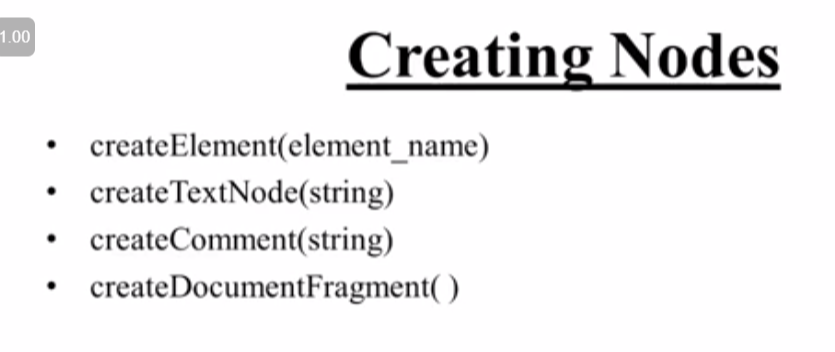 1.00
Creating Nodes
• createElement(element_name)
• createTextNode(string)
• createComment(string)
• createDocumentFragment( )